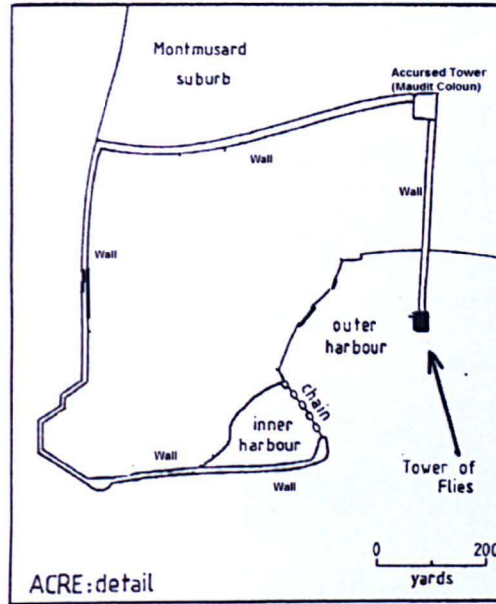 Montmusard
suburb
Accursed Tower
(Maudit Coloun)
Wall
Wall
Wall
outer
harbour
chain
inner
harbour
Wall
Wall
Tower of
Flies
0 200
yards
ACRE:detail